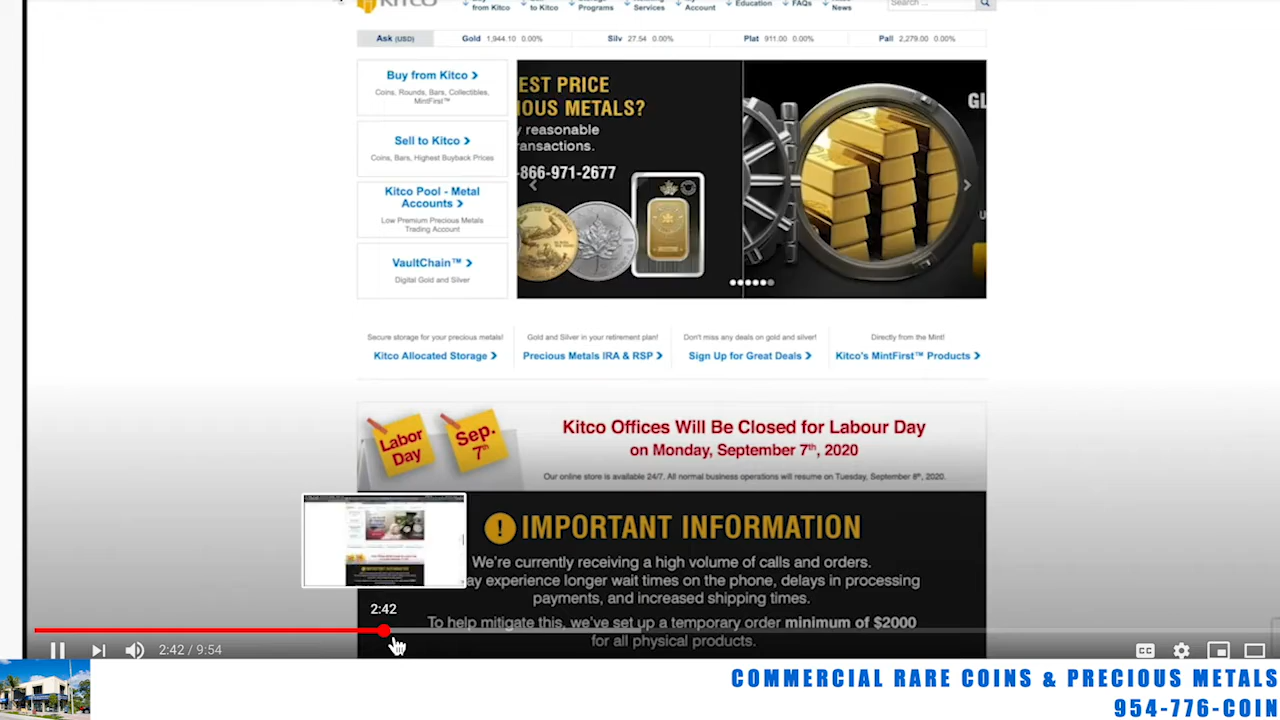 KITCO
from Kitco
to Kitco
Programs
Services
Account
Education
FAQs
News
Search ...
Ask (USD) Gold 1,944.10 0.00% Silv 27.54 0.00% Plat 911.00 0.00% Pall 2,279.00 0.00%
Buy from Kitco
Coins, Rounds, Bars, Collectibles,
MintFirst™
Sell to Kitco
Coins, Bars, Highest Buyback Prices
Kitco Pool - Metal
Accounts
Low Premium Precious Metals
Trading Account
VaultChain™
Digital Gold and Silver
EST PRICE
IOUS METALS?
y reasonable
ransactions.
-866-971-2677
GL
Secure storage for your precious metals!
Kitco Allocated Storage
Gold and Silver in your retirement plan!
Precious Metals IRA & RSP
Don't miss any deals on gold and silver!
Sign Up for Great Deals
Directly from the Mint!
Kitco's MintFirst™ Products
Labor
Day
Sep.
7th
Kitco Offices Will Be Closed for Labour Day
on Monday, September 7th, 2020
Our online store is available 24/7. All normal business operations will resume on Tuesday, September 8th, 2020.
! IMPORTANT INFORMATION
We're currently receiving a high volume of calls and orders.
ay experience longer wait times on the phone, delays in processing
payments, and increased shipping times.
To help mitigate this, we've set up a temporary order minimum of $2000
for all physical products.
2:42
2:42 / 9:54
CC
COMMERCIAL RARE COINS & PRECIOUS METALS
954-776-COIN